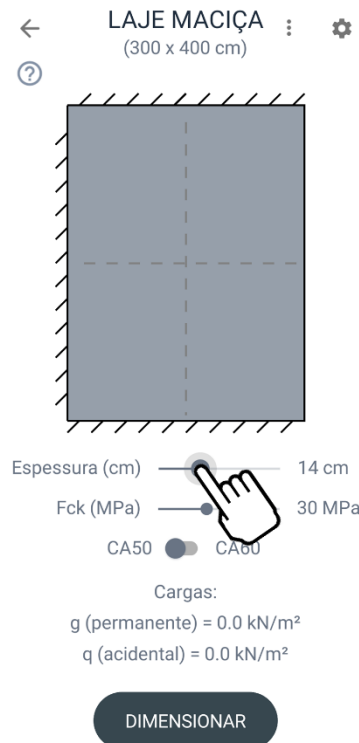 LAJE MACIÇA
(300 x 400 cm)
Espessura (cm) 14 cm
Fck (MPa) 30 MPa
CA50 CA60
Cargas:
g (permanente) = 0.0 kN/m²
q (acidental) = 0.0 kN/m²
DIMENSIONAR